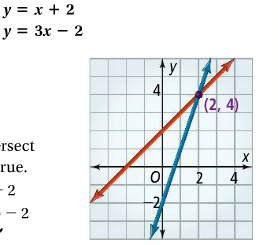 y = x + 2
y = 3x − 2
y
4
(2, 4)
ersect
x
rue.
O
2
4
- 2
−2
- 2